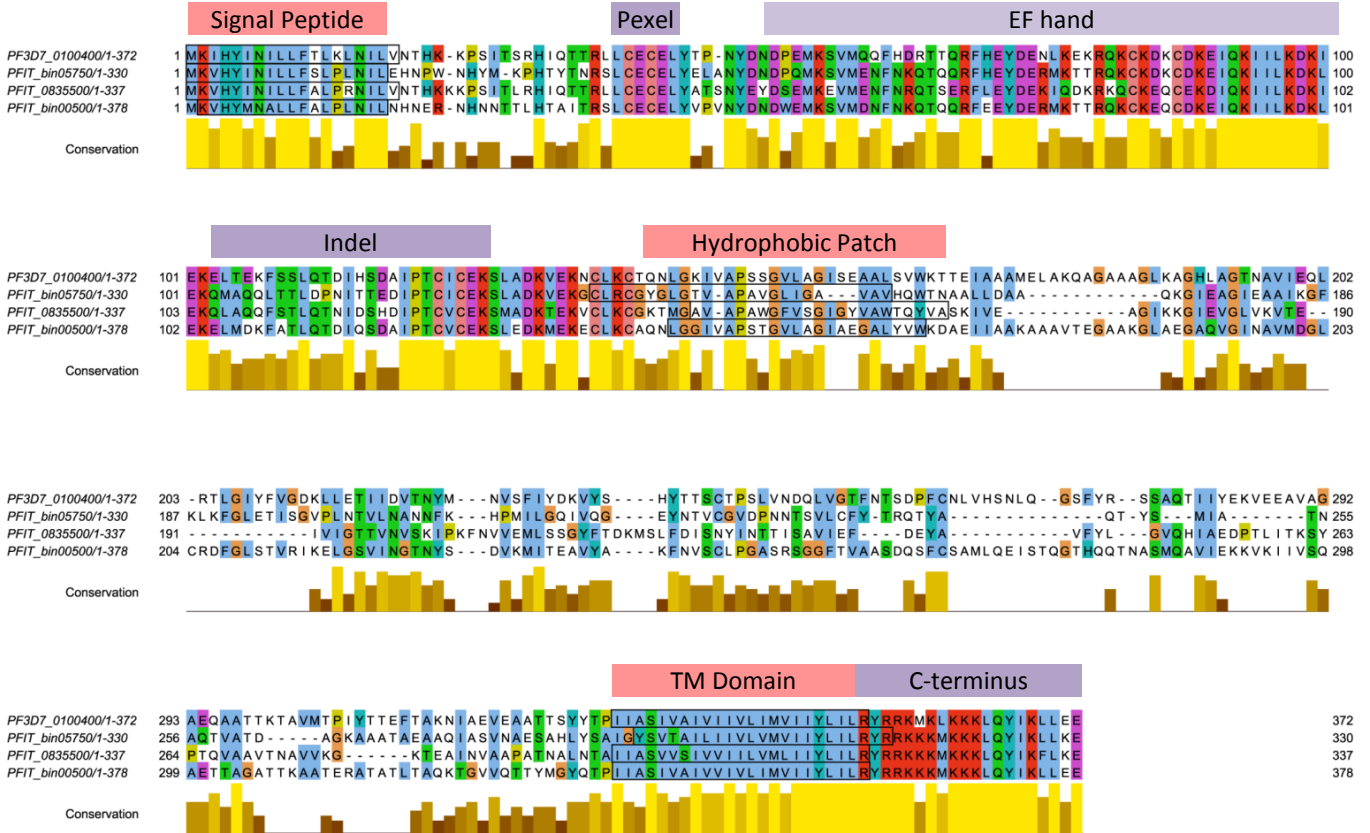 Signal Peptide Pexel EF hand
PF3D7_0100400/1-372 1 MKIHYINILLFTLKLNILVNTHK-KPSITSRHIQTTRLLCECELYTP-NYDNDPEMKSVMQQFHDRTTQRFHEYDENLKEKRQKCKDKCDKEIQKIILKDKI 100
PFIT_bin05750/1-330 1 MKVHYINILLFSLPLNILEHNPW-NHYM-KPHTYTNRSLCECELYELANYDNDPQMKSVMENFNKQTQQRFHEYDERMKTTRQKCKDKCDKEIQKIILKDKI 100
PFIT_0835500/1-337 1 MKVHYINILLFALPRNILVNTHKKKPSITLRHIQTTRLLCECELYATSNYEYDSEMKEVMENFNRQTSERFLEYDEKIQDKRKQCKEQCDKEIQKIILKDKI 102
PFIT_bin00500/1-378 1 MKVHYMNALLFALPLNILNHNER-HNNTTLHTAITRSLCECELYVPVNYDNDWEMKSVMDNFNKQTQQRFEEYDERMKTTRQKCKEQCEKEIQKIILKDKL 101
Conservation
Indel Hydrophobic Patch
PF3D7_0100400/1-372 101 EKELTEKFSSLQTDIHSDAIPTCICEKSLADKVEKNCLKCTQNLGKIVAPSSGVLAGISEAALSVWKTTEIAAAMELAKQAGAAAGLKAGHLAGTNAVIEQL 202
PFIT_bin05750/1-330 101 EKQMAQQLTTLDPNITTEDIPTCICEKSLADKVEKGCLRCGYGLGTV-APAVGLIGA---VAVHQWTNAALLDAA-----------QKGIEAGIEAAIKGF 186
PFIT_0835500/1-337 103 EKQLAQQFSTLQTNIDSHDIPTCVCEKSMADKTEKVCLKCGKTMGAV-APAWGFVSGIGYVAWTQYVASKIVE-------------AGIKKGIEVGLVKVTE-- 190
PFIT_bin00500/1-378 102 EKELMDKFATLQTDIQSDAIPTCVCEKSLEDKMEKECLKCAQNLGGIVAPSTGVLAGIAEGALYVWKDAEIIAAKAAAVTEGAAKGLAEGAQVGINAVMDGL 203
Conservation
PF3D7_0100400/1-372 203 -RTLGIYFVGDKLLETIIDVTNYM---NVSFIYDKVYS----HYTTSCTPSLVNDQLVGTFNTSDPFCNLVHSNLQ--GSFYR--SSAQTIIYEKVEEAVAG 292
PFIT_bin05750/1-330 187 KLKFGLETISGVPLNTVLNANNFK---HPMILGQIVQG----EYNTVCGVDPNNTSVLCFY-TRQTYA-----------QT-YS---MIA-------TN 255
PFIT_0835500/1-337 191 -----------IVIGTTVNVSKIPKFNVVEMLSSGYFTDKMSLFDISNYINTTISAVIEF---DEYA-----------VFYL---GVQHIAEDPTLITKSY 263
PFIT_bin00500/1-378 204 CRDFGLSTVRIKELGSVINGTNYS---DVKMITEAVYA----KFNVSCLPGASRSGGFTVAASDQSFCSAMLQEISTQGTHQQTNASMQAVIEKKVKIIVSQ 298
Conservation
TM Domain C-terminus
PF3D7_0100400/1-372 293 AEQAATTKTAVMTPIYTTEFTAKNIAEVEAATTSYYTPIIASIVAIVIIVLIMVIIYLILRYRRKMKLKKKLQYIKLLEE 372
PFIT_bin05750/1-330 256 AQTVATD-----AGKAAATAEAAQIASVNAESAHLYSAIGYSVTAILIIVLIMVIIYLILRYRRKKKMKKKLQYIKLLEE 330
PFIT_0835500/1-337 264 PTQVAAVTNAVVKG------KTEAINVAAPATNALNTAIIASVVSIVVIILVMLIIYLILRYRRKKKMKKKLQYIKFLKE 337
PFIT_bin00500/1-378 299 AETTAGATTKAATERATATLTAQKTGVVQTTYMGYQTPIIASIVAIVVIVLIMVIIYLILRYRRKKKMKKKLQYIKLLKE 378
Conservation